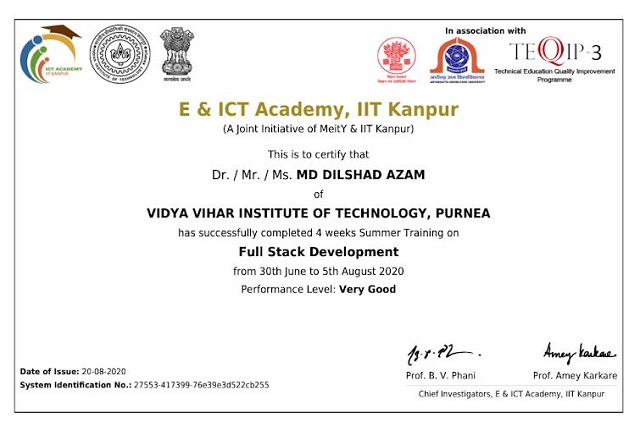 ICT ACADEMY
IIT KANPUR
In association with
TEQIP-3
Technical Education Quality Improvement
Programme
E & ICT Academy, IIT Kanpur
(A Joint Initiative of MeitY & IIT Kanpur)
This is to certify that
Dr. / Mr. / Ms. MD DILSHAD AZAM
of
VIDYA VIHAR INSTITUTE OF TECHNOLOGY, PURNEA
has successfully completed 4 weeks Summer Training on
Full Stack Development
from 30th June to 5th August 2020
Performance Level: Very Good
Amey Karkare
Prof. B. V. Phani
Prof. Amey Karkare
Date of Issue: 20-08-2020
System Identification No.: 27553-417399-76e39e3d522cb255
Chief Investigators, E & ICT Academy, IIT Kanpur